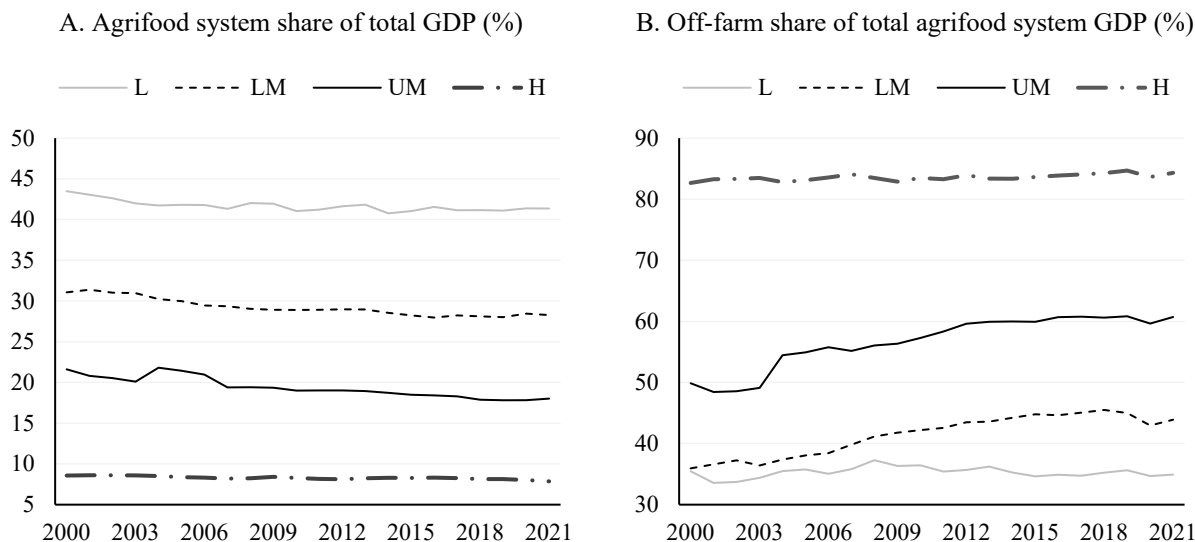 A. Agrifood system share of total GDP (%)
L LM UM H
50
45
40
35
30
25
20
15
10
5
2000 2003 2006 2009 2012 2015 2018 2021
B. Off-farm share of total agrifood system GDP (%)
L LM UM H
90
80
70
60
50
40
30
2000 2003 2006 2009 2012 2015 2018 2021